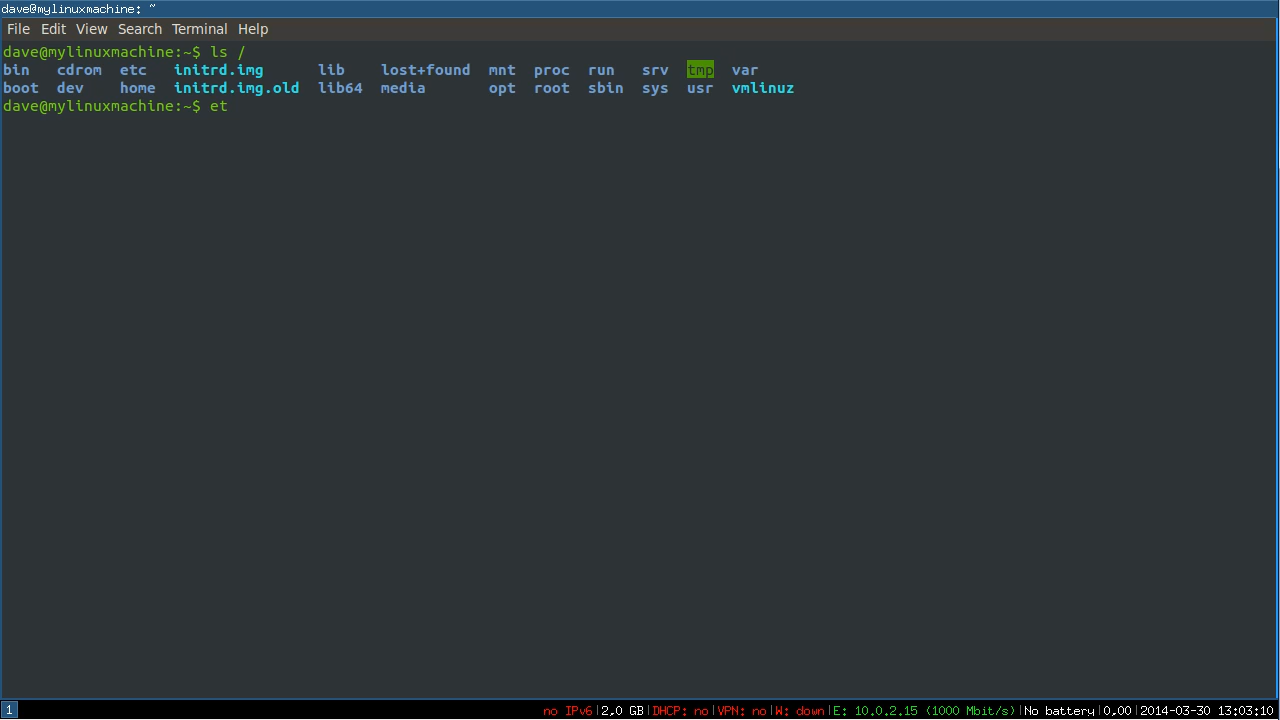 dave@mylinuxmachine: ~
File Edit View Search Terminal Help
dave@mylinuxmachine:~$ ls /
bin cdrom etc initrd.img lib lost+found mnt proc run srv tmp var
boot dev home initrd.img.old lib64 media opt root sbin sys usr vmlinuz
dave@mylinuxmachine:~$ et
1 no IPv6|2,0 GB|DHCP: no|VPN: no|W: down|E: 10.0.2.15 (1000 Mbit/s)|No battery|0,00|2014-03-30 13:03:10